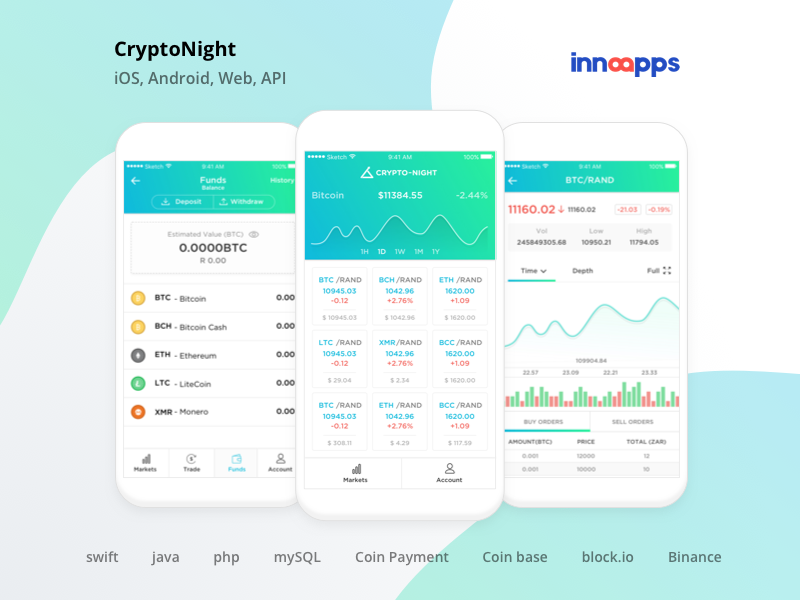 CryptoNight
iOS, Android, Web, API
innoapps
Sketch 9:41 AM 100%
Funds
Balance
History
Deposit Withdraw
Estimated Value (BTC)
0.0000BTC
R 0.00
BTC - Bitcoin 0.00
BCH - Bitcoin Cash 0.00
ETH - Ethereum 0.00
LTC - LiteCoin 0.00
XMR - Monero 0.00
Markets Trade Funds Account
Sketch 9:41 AM 100%
CRYPTO-NIGHT
Bitcoin $11384.55 -2.44%
1H 1D 1W 1M 1Y
BTC /RAND BCH /RAND ETH /RAND
10945.03 1042.96 1620.00
-0.12 +2.76% +1.09
$ 10945.03 $ 1042.96 $ 1620.00
LTC /RAND XMR/RAND BCC/RAND
10945.03 1042.96 1620.00
-0.12 +2.76% +1.09
$ 29.04 $ 2.34 $ 1620.00
BTC /RAND ETH /RAND BCC/RAND
10945.03 1042.96 1620.00
-0.12 +2.76% +1.09
$ 308.11 $ 4.29 $ 117.59
Markets Account
Sketch 9:41 AM 100%
BTC/RAND
11160.02 11160.02 -21.03 -0.19%
Vol Low High
245849305.68 10950.21 11794.05
Time Depth Full
109904.84
22.57 23.09 22.21 23.33
BUY ORDERS SELL ORDERS
AMOUNT(BTC) PRICE TOTAL (ZAR)
0.001 12000 12
0.001 10000 10
swift java php mySQL Coin Payment Coin base block.io Binance